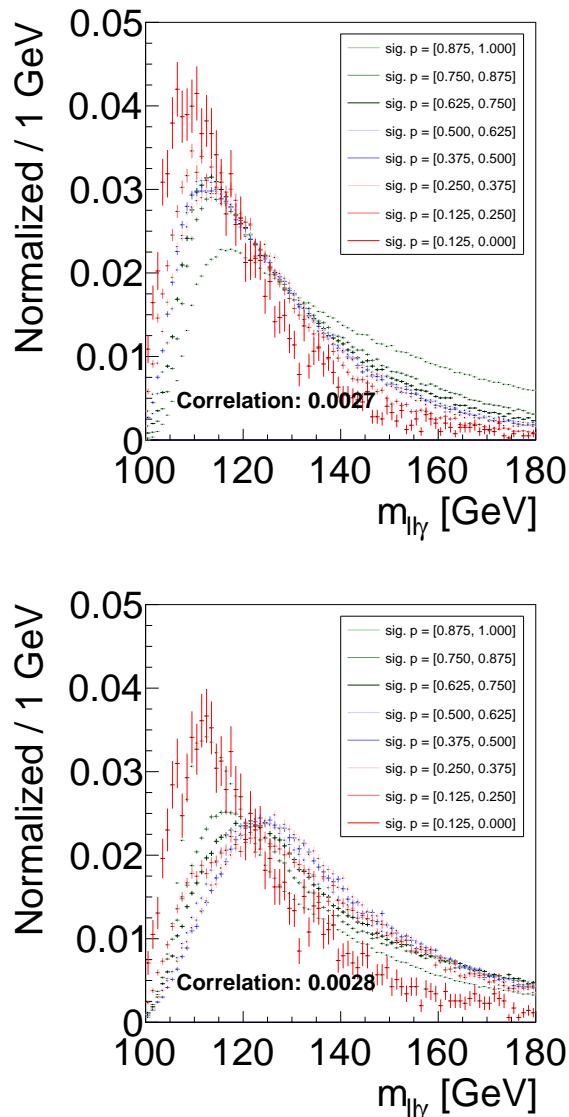 Normalized / 1 GeV
0.05
0.04
0.03
0.02
0.01
0
sig. p = [0.875, 1.000]
sig. p = [0.750, 0.875]
sig. p = [0.625, 0.750]
sig. p = [0.500, 0.625]
sig. p = [0.375, 0.500]
sig. p = [0.250, 0.375]
sig. p = [0.125, 0.250]
sig. p = [0.125, 0.000]
Correlation: 0.0027
100 120 140 160 180
m_llγ [GeV]
Normalized / 1 GeV
0.05
0.04
0.03
0.02
0.01
0
sig. p = [0.875, 1.000]
sig. p = [0.750, 0.875]
sig. p = [0.625, 0.750]
sig. p = [0.500, 0.625]
sig. p = [0.375, 0.500]
sig. p = [0.250, 0.375]
sig. p = [0.125, 0.250]
sig. p = [0.125, 0.000]
Correlation: 0.0028
100 120 140 160 180
m_llγ [GeV]